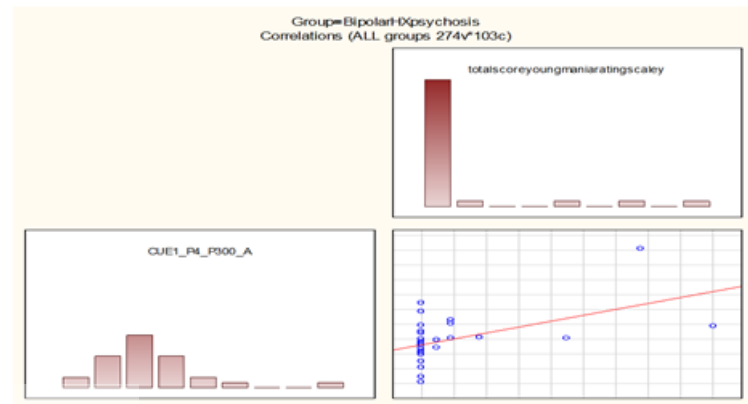 Group=BipolarHXpsychosis
Correlations (ALL groups 274v*103c)
totalscoreyoungmaniaratingscaley
CUE1_P4_P300_A